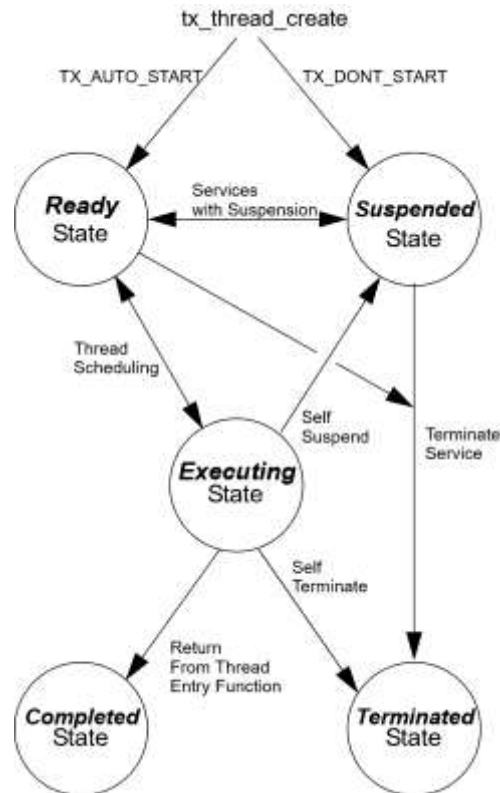 tx_thread_create
TX_AUTO_START
TX_DONT_START
Ready
State
Services
with Suspension
Suspended
State
Thread
Scheduling
Self
Suspend
Terminate
Service
Executing
State
Self
Terminate
Return
From Thread
Entry Function
Completed
State
Terminated
State